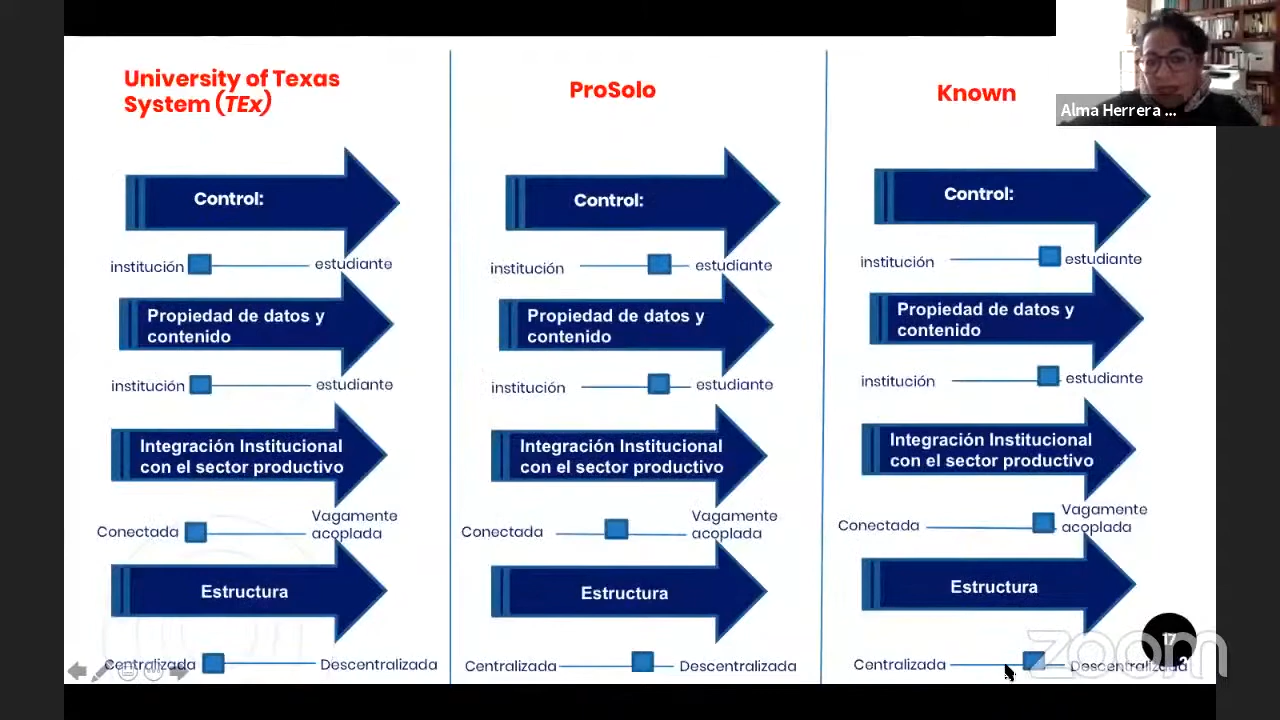 University of Texas
System (TEx)
Control:
institución
estudiante
Propiedad de datos y
contenido
institución
estudiante
Integración Institucional
con el sector productivo
Conectada
Vagamente
acoplada
Estructura
Centralizada
Descentralizada
ProSolo
Control:
institución
estudiante
Propiedad de datos y
contenido
institución
estudiante
Integración Institucional
con el sector productivo
Conectada
Vagamente
acoplada
Estructura
Centralizada
Descentralizada
Known
Control:
institución
estudiante
Propiedad de datos y
contenido
institución
estudiante
Integración Institucional
con el sector productivo
Conectada
Vagamente
acoplada
Estructura
Centralizada
Descentralizada
17
zoom
Alma Herrera ...